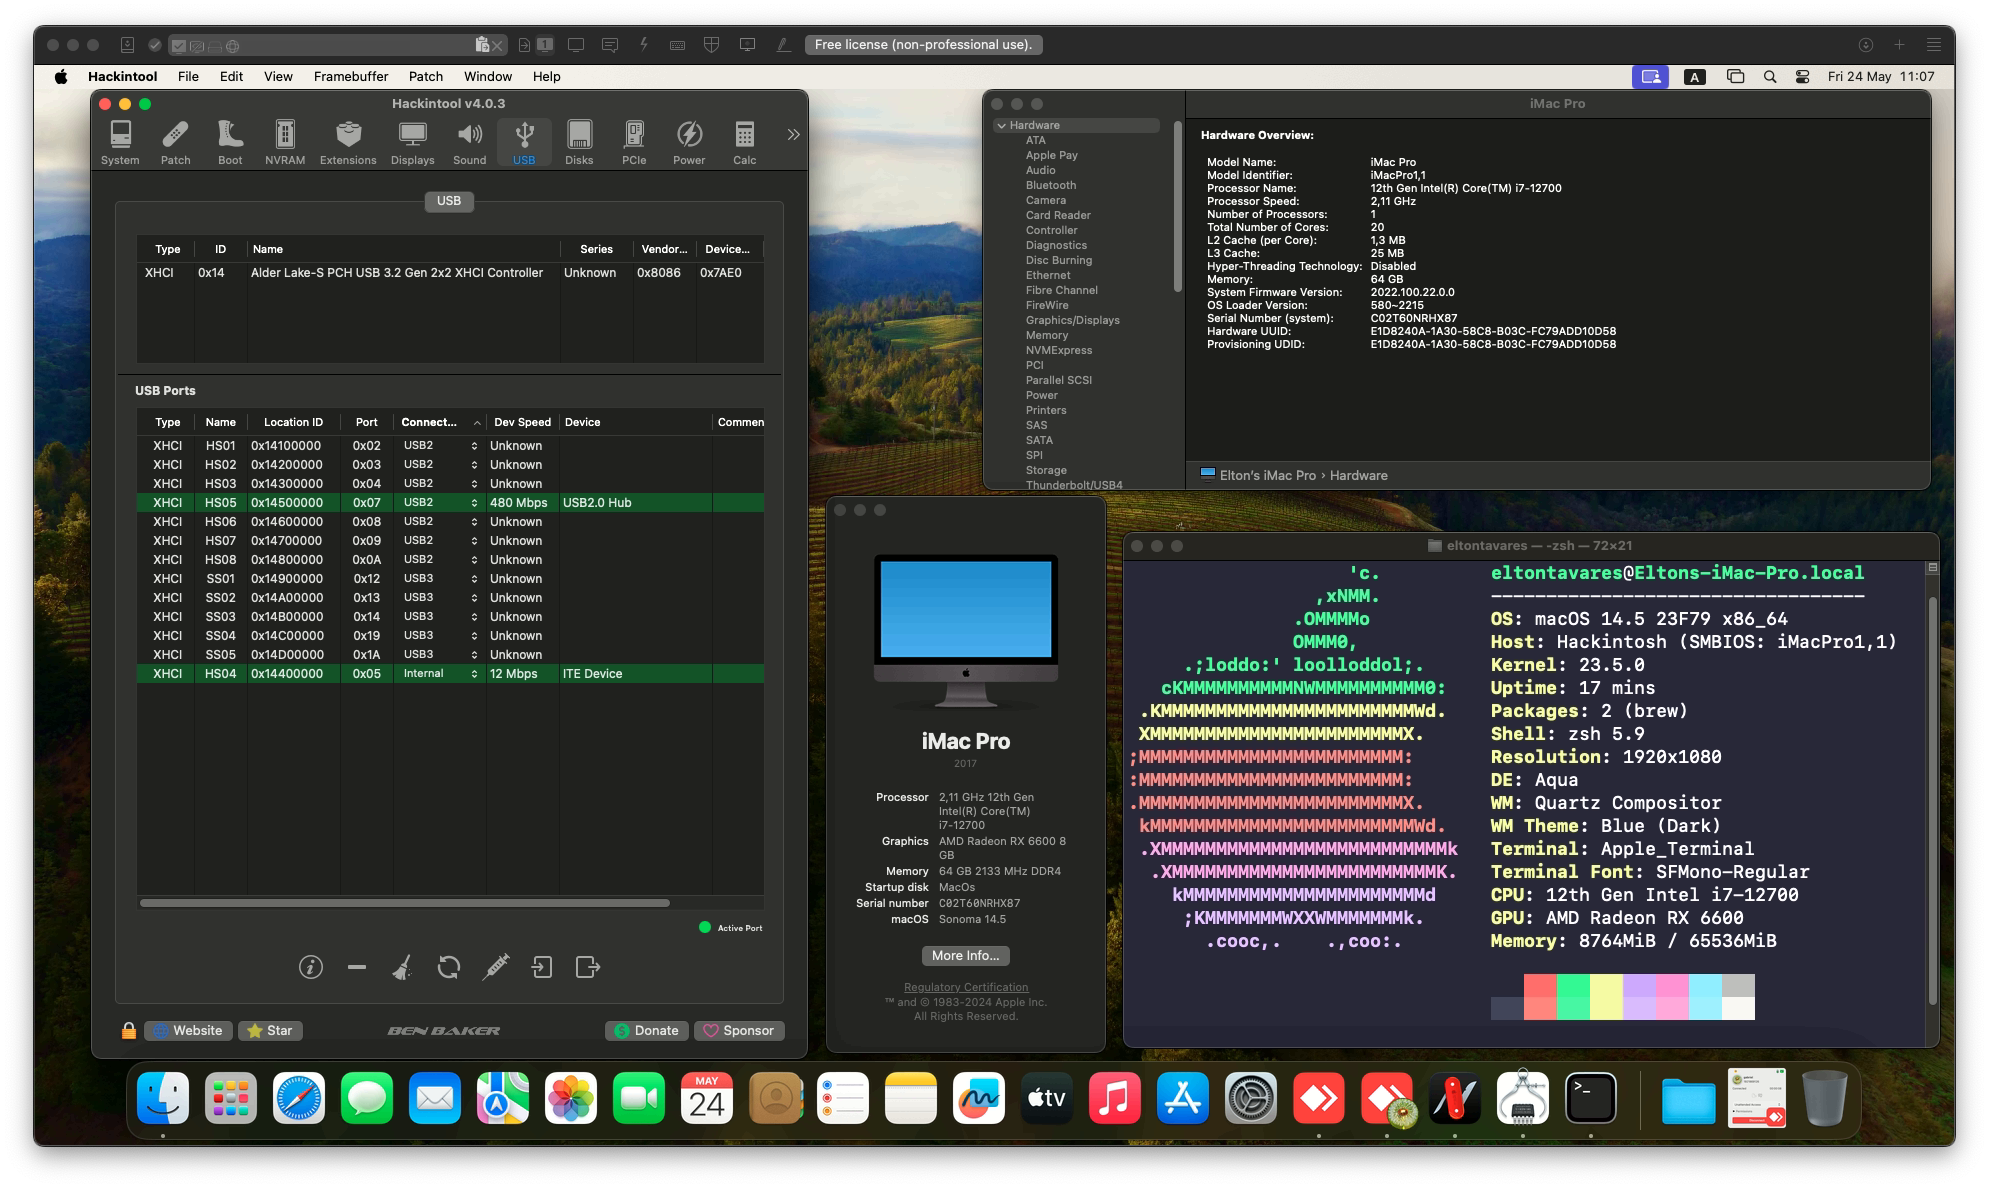 1
Free license (non-professional use).
Hackintool File Edit View Framebuffer Patch Window Help
A
Fri 24 May 11:07
Hackintool v4.0.3
System Patch Boot NVRAM Extensions Displays Sound USB Disks PCIe Power Calc
USB
Type ID Name Series Vendor... Device...
XHCI 0x14 Alder Lake-S PCH USB 3.2 Gen 2x2 XHCI Controller Unknown 0x8086 0x7AE0
USB Ports
Type Name Location ID Port Connect... Dev Speed Device Commen
XHCI HS01 0x14100000 0x02 USB2 Unknown
XHCI HS02 0x14200000 0x03 USB2 Unknown
XHCI HS03 0x14300000 0x04 USB2 Unknown
XHCI HS05 0x14500000 0x07 USB2 480 Mbps USB2.0 Hub
XHCI HS06 0x14600000 0x08 USB2 Unknown
XHCI HS07 0x14700000 0x09 USB2 Unknown
XHCI HS08 0x14800000 0x0A USB2 Unknown
XHCI SS01 0x14900000 0x12 USB3 Unknown
XHCI SS02 0x14A00000 0x13 USB3 Unknown
XHCI SS03 0x14B00000 0x14 USB3 Unknown
XHCI SS04 0x14C00000 0x19 USB3 Unknown
XHCI SS05 0x14D00000 0x1A USB3 Unknown
XHCI HS04 0x14400000 0x05 Internal 12 Mbps ITE Device
Active Port
Website Star BEN BAKER Donate Sponsor
iMac Pro
Hardware
ATA
Apple Pay
Audio
Bluetooth
Camera
Card Reader
Controller
Diagnostics
Disc Burning
Ethernet
Fibre Channel
FireWire
Graphics/Displays
Memory
NVMExpress
PCI
Parallel SCSI
Power
Printers
SAS
SATA
SPI
Storage
Thunderbolt/USB4
Hardware Overview:
Model Name: iMac Pro
Model Identifier: iMacPro1,1
Processor Name: 12th Gen Intel(R) Core(TM) i7-12700
Processor Speed: 2,11 GHz
Number of Processors: 1
Total Number of Cores: 20
L2 Cache (per Core): 1,3 MB
L3 Cache: 25 MB
Hyper-Threading Technology: Disabled
Memory: 64 GB
System Firmware Version: 2022.100.22.0.0
OS Loader Version: 580~2215
Serial Number (system): C02T60NRHX87
Hardware UUID: E1D8240A-1A30-58C8-B03C-FC79ADD10D58
Provisioning UDID: E1D8240A-1A30-58C8-B03C-FC79ADD10D58
Elton's iMac Pro › Hardware
iMac Pro
2017
Processor 2,11 GHz 12th Gen
Intel(R) Core(TM)
i7-12700
Graphics AMD Radeon RX 6600 8
GB
Memory 64 GB 2133 MHz DDR4
Startup disk MacOs
Serial number C02T60NRHX87
macOS Sonoma 14.5
More Info...
Regulatory Certification
™ and © 1983-2024 Apple Inc.
All Rights Reserved.
eltontavares — -zsh — 72×21
'c. eltontavares@Eltons-iMac-Pro.local
,xNMM. ----------------------------------
.OMMMMo OS: macOS 14.5 23F79 x86_64
OMMM0, Host: Hackintosh (SMBIOS: iMacPro1,1)
.;loddo:' loolloddol;. Kernel: 23.5.0
cKMMMMMMMMMMNWMMMMMMMMMM0: Uptime: 17 mins
.KMMMMMMMMMMMMMMMMMMMMMMMWd. Packages: 2 (brew)
XMMMMMMMMMMMMMMMMMMMMMMMX. Shell: zsh 5.9
;MMMMMMMMMMMMMMMMMMMMMMMM: Resolution: 1920x1080
:MMMMMMMMMMMMMMMMMMMMMMMM: DE: Aqua
.MMMMMMMMMMMMMMMMMMMMMMMMX. WM: Quartz Compositor
kMMMMMMMMMMMMMMMMMMMMMMMMWd. WM Theme: Blue (Dark)
.XMMMMMMMMMMMMMMMMMMMMMMMMMMk Terminal: Apple_Terminal
.XMMMMMMMMMMMMMMMMMMMMMMMMK. Terminal Font: SFMono-Regular
kMMMMMMMMMMMMMMMMMMMMMMd CPU: 12th Gen Intel i7-12700
;KMMMMMMMWXXWMMMMMMMk. GPU: AMD Radeon RX 6600
.cooc,. .,coo:. Memory: 8764MiB / 65536MiB
MAY
24
tv
>_